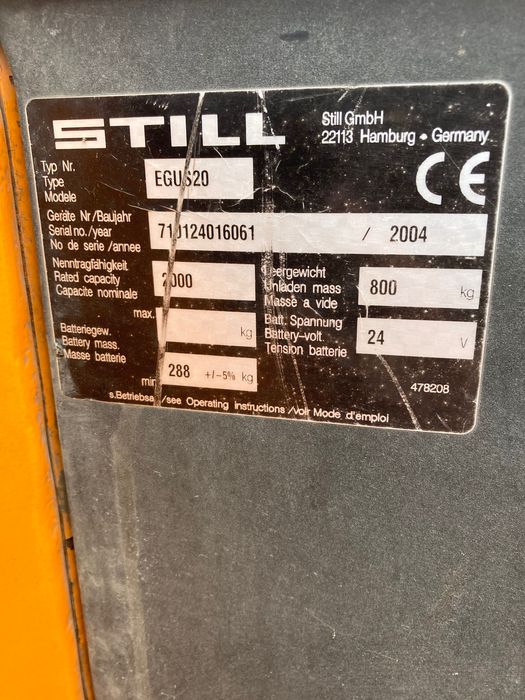 STILL
Still GmbH
22113 Hamburg • Germany
CE
Typ Nr.
Type
Modele
EGUS20
Geräte Nr/Baujahr
Serial no./year
No de serie/annee
710124016061 / 2004
Nenntragfähigkeit
Rated capacity
Capacite nominale
2000
Leergewicht
Unladen mass
Masse à vide
800 kg
max.
kg
Batteriegew.
Battery mass.
Masse batterie
Batt. Spannung
Battery-volt.
Tension batterie
24 V
min
288 +/-5% kg
478208
s.Betriebsa /see Operating instructions /voir Mode d'emploi